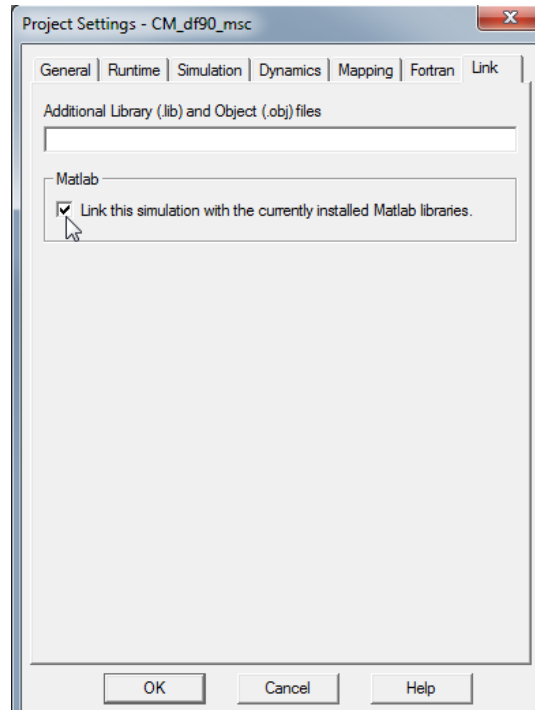 Project Settings - CM_df90_msc
x
General Runtime Simulation Dynamics Mapping Fortran Link
Additional Library (.lib) and Object (.obj) files
Matlab
Link this simulation with the currently installed Matlab libraries.
OK Cancel Help